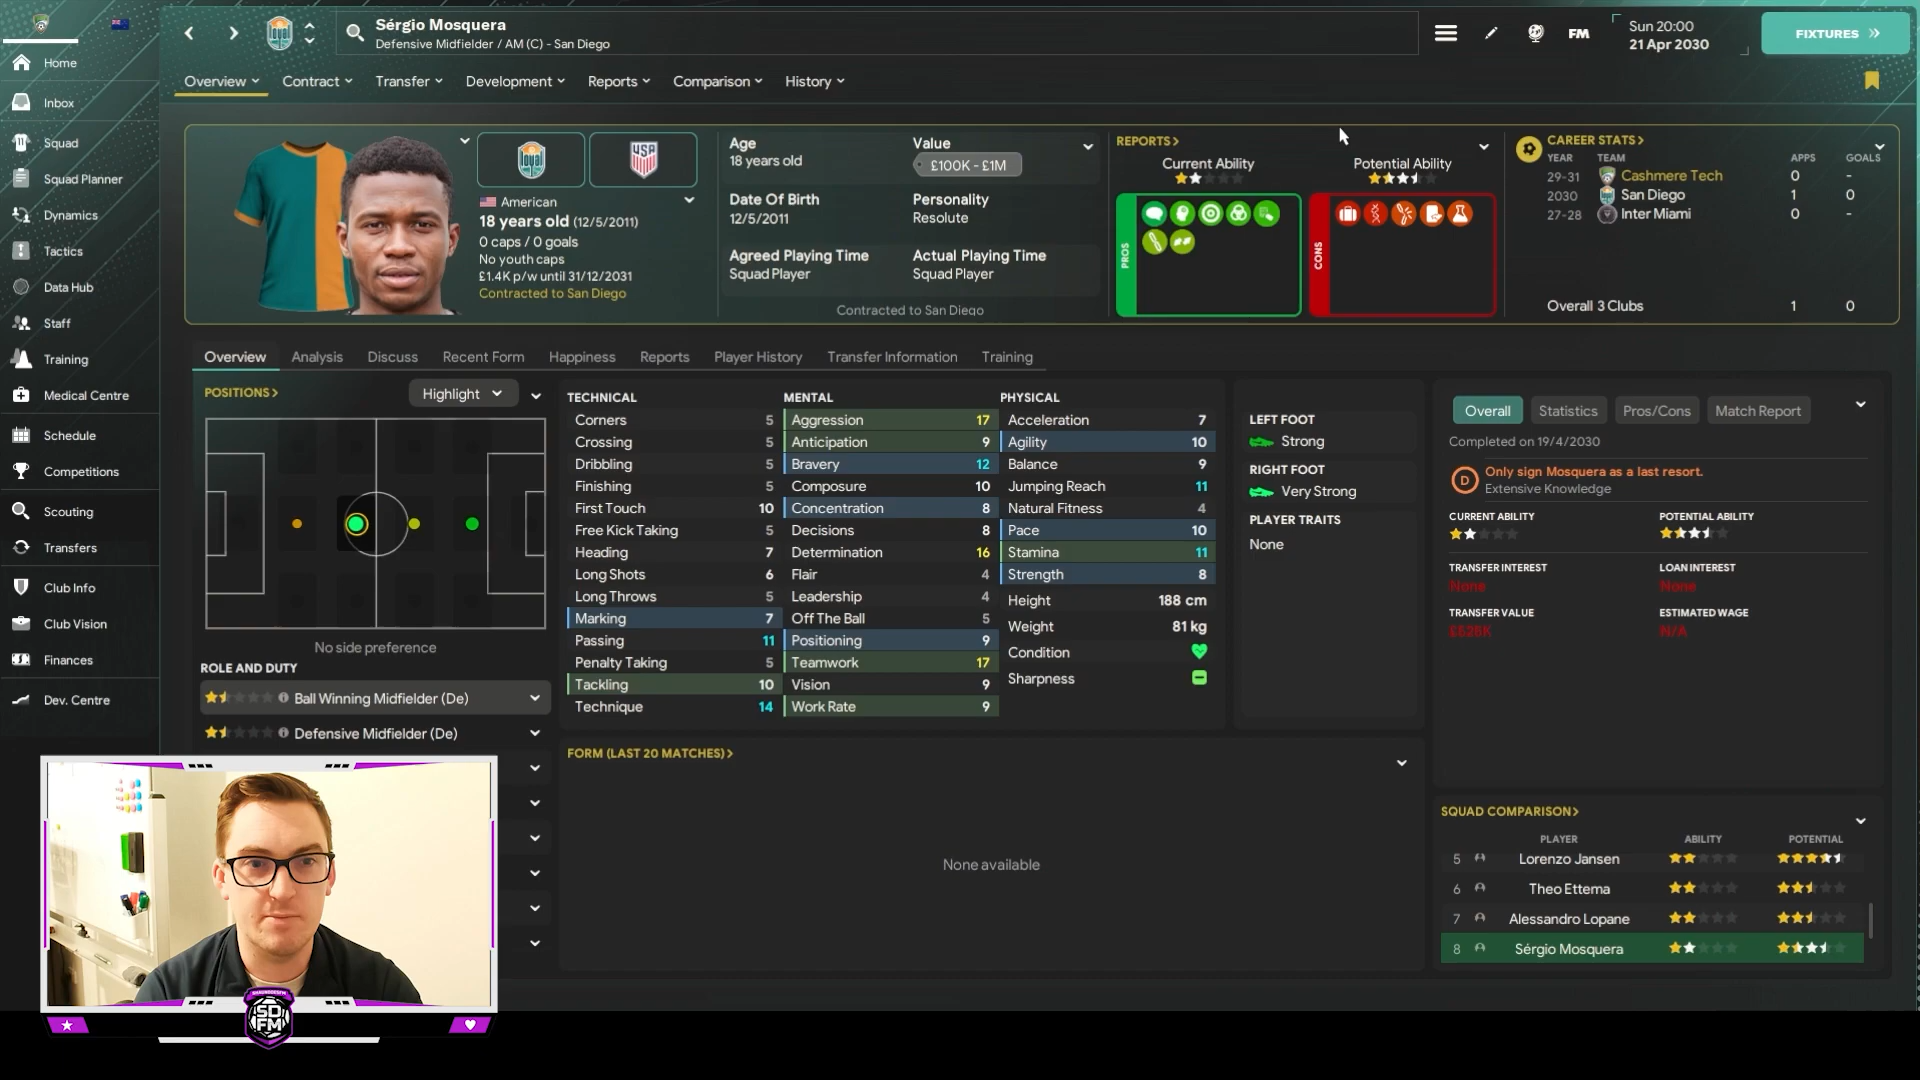 Sérgio Mosquera
Defensive Midfielder / AM (C) - San Diego
FM
Sun 20:00
21 Apr 2030
FIXTURES
Home
Inbox
Squad
Squad Planner
Dynamics
Tactics
Data Hub
Staff
Training
Medical Centre
Schedule
Competitions
Scouting
Transfers
Club Info
Club Vision
Finances
Dev. Centre
Overview Contract Transfer Development Reports Comparison History
loyal
USA
American
18 years old (12/5/2011)
0 caps / 0 goals
No youth caps
£1.4K p/w until 31/12/2031
Contracted to San Diego
Age
18 years old
Value
£100K - £1M
Date Of Birth
12/5/2011
Personality
Resolute
Agreed Playing Time
Squad Player
Actual Playing Time
Squad Player
Contracted to San Diego
REPORTS >
Current Ability
Potential Ability
PROS
CONS
CAREER STATS >
YEAR TEAM APPS GOALS
29-31 Cashmere Tech 0 -
2030 San Diego 1 0
27-28 Inter Miami 0 -
Overall 3 Clubs 1 0
Overview Analysis Discuss Recent Form Happiness Reports Player History Transfer Information Training
POSITIONS >
Highlight
No side preference
ROLE AND DUTY
Ball Winning Midfielder (De)
Defensive Midfielder (De)
TECHNICAL
Corners 5
Crossing 5
Dribbling 5
Finishing 5
First Touch 10
Free Kick Taking 5
Heading 7
Long Shots 6
Long Throws 5
Marking 7
Passing 11
Penalty Taking 5
Tackling 10
Technique 14
MENTAL
Aggression 17
Anticipation 9
Bravery 12
Composure 10
Concentration 8
Decisions 8
Determination 16
Flair 4
Leadership 4
Off The Ball 5
Positioning 9
Teamwork 17
Vision 9
Work Rate 9
PHYSICAL
Acceleration 7
Agility 10
Balance 9
Jumping Reach 11
Natural Fitness 4
Pace 10
Stamina 11
Strength 8
Height 188 cm
Weight 81 kg
Condition
Sharpness
LEFT FOOT
Strong
RIGHT FOOT
Very Strong
PLAYER TRAITS
None
FORM (LAST 20 MATCHES) >
None available
Overall Statistics Pros/Cons Match Report
Completed on 19/4/2030
D
Only sign Mosquera as a last resort.
Extensive Knowledge
CURRENT ABILITY
POTENTIAL ABILITY
TRANSFER INTEREST
None
LOAN INTEREST
None
TRANSFER VALUE
£525K
ESTIMATED WAGE
N/A
SQUAD COMPARISON >
PLAYER ABILITY POTENTIAL
5 Lorenzo Jansen
6 Theo Ettema
7 Alessandro Lopane
8 Sérgio Mosquera
SD
FM